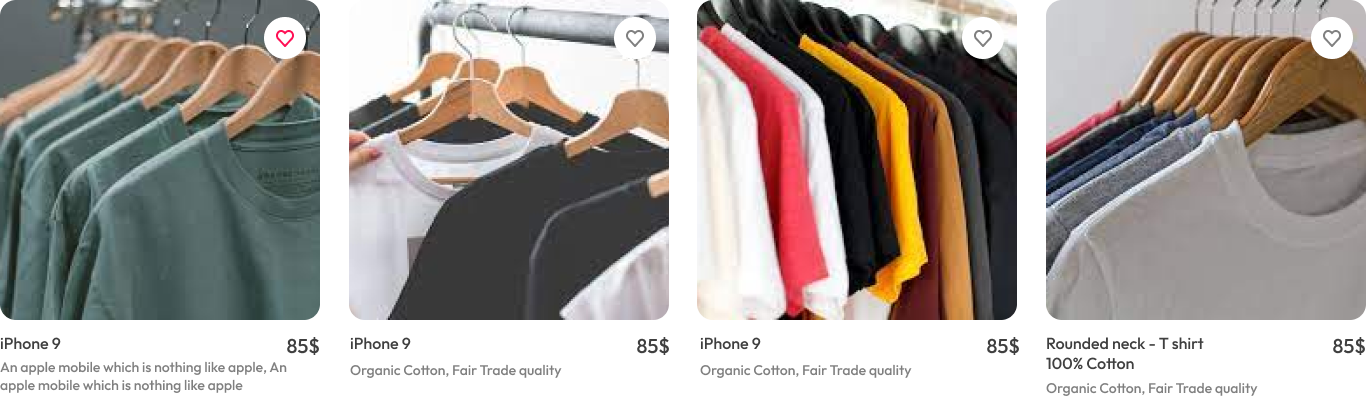 iPhone 9
85$
An apple mobile which is nothing like apple, An
apple mobile which is nothing like apple
iPhone 9
85$
Organic Cotton, Fair Trade quality
iPhone 9
85$
Organic Cotton, Fair Trade quality
Rounded neck - T shirt
100% Cotton
85$
Organic Cotton, Fair Trade quality